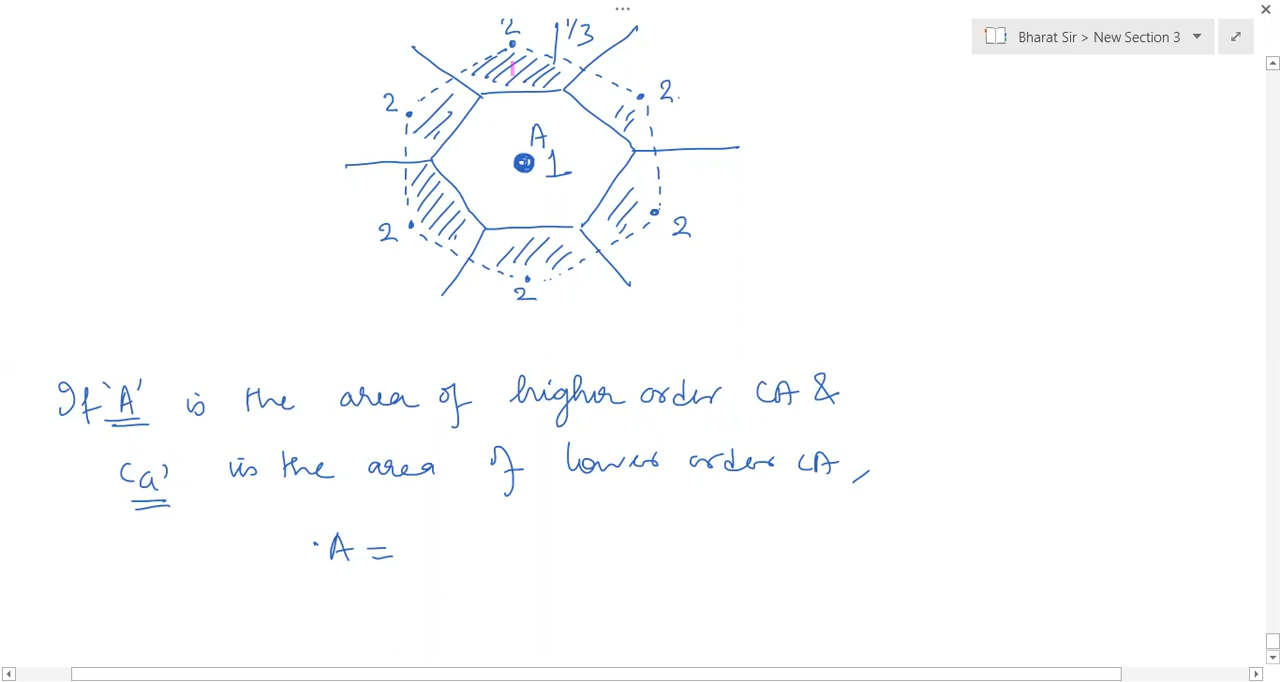 ...
Bharat Sir > New Section 3
2
1/3
2
2.
A
1
2
2
2
If 'A' is the area of higher order CA &
'a' is the area of lower order CA,
A =